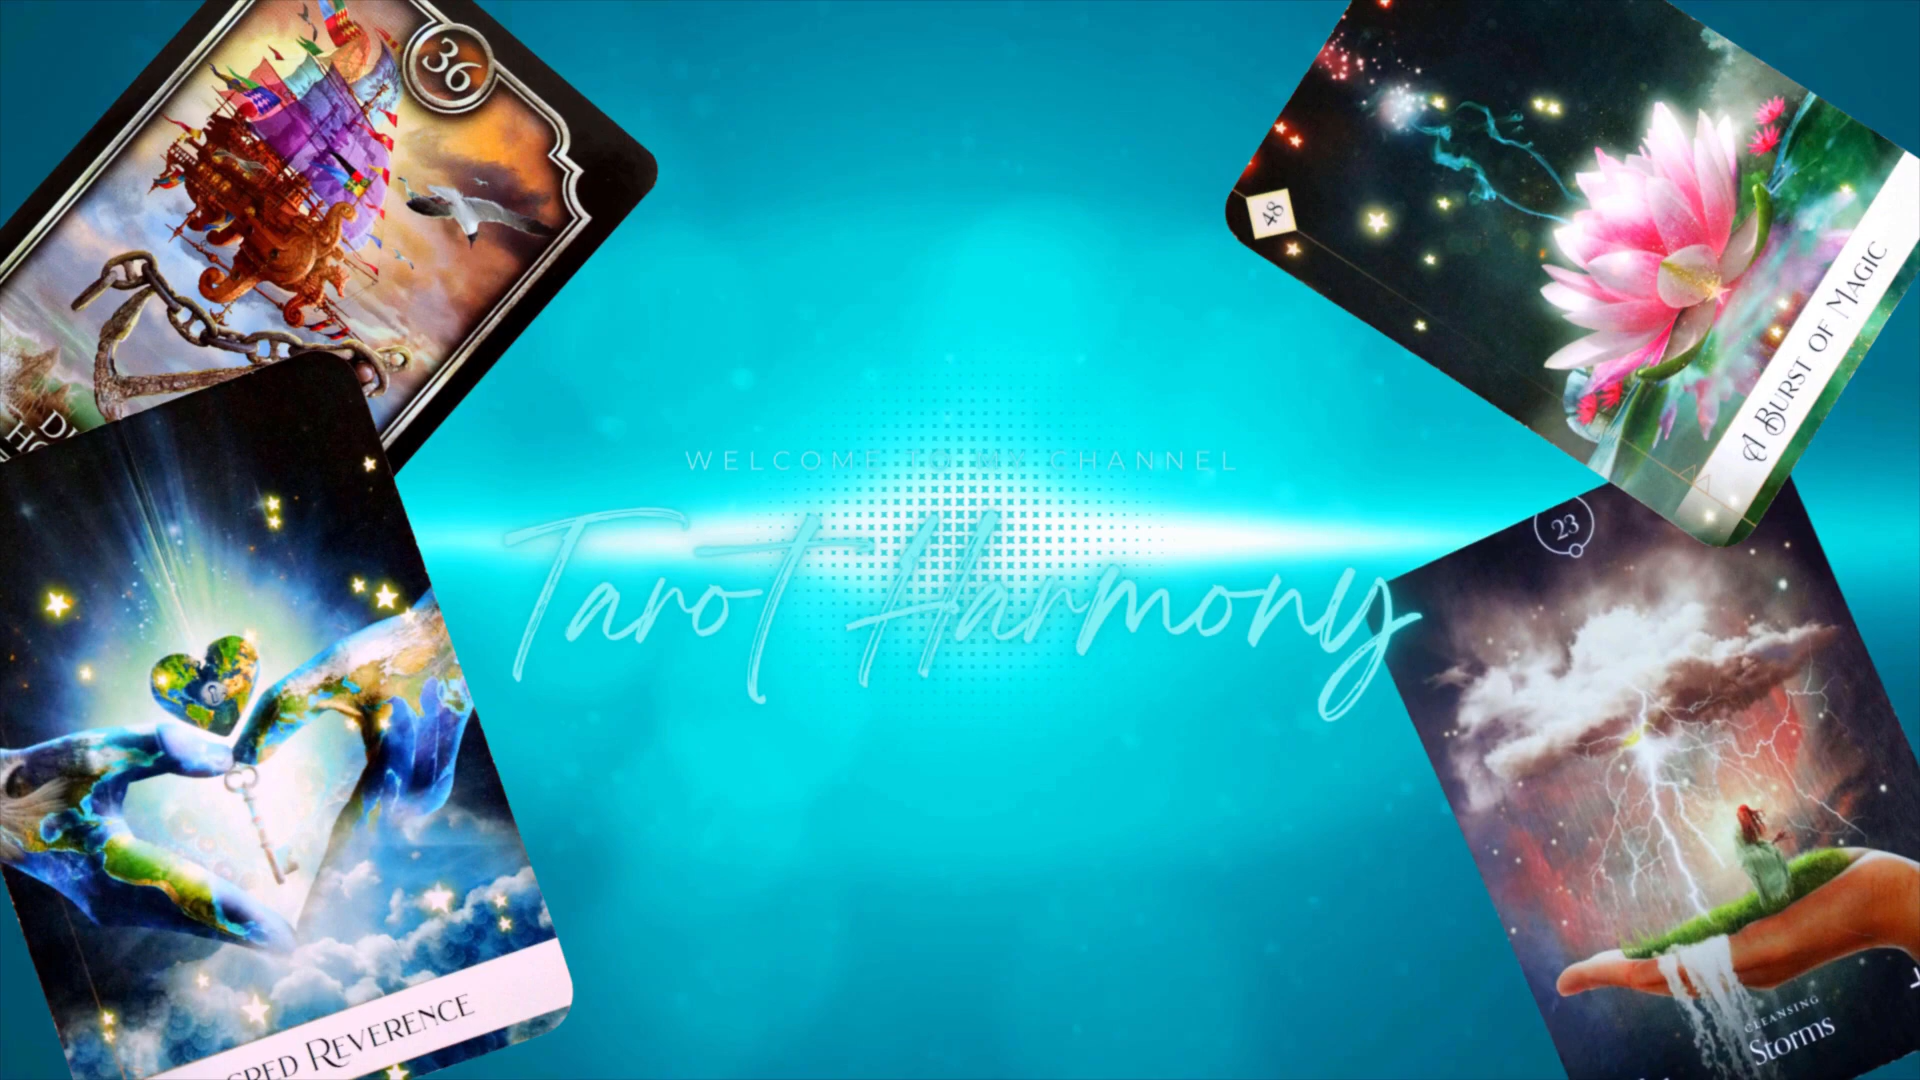 36
48
A BURST OF MAGIC
WELCOME TO MY CHANNEL
Tarot Harmony
23
REVERENCE
CLEANSING
Storms